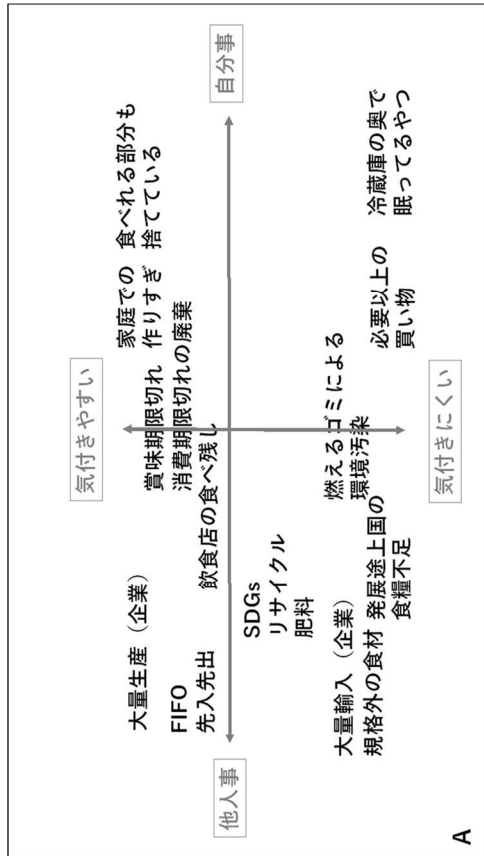 気付きやすい
大量生産（企業）
FIFO
先入先出
賞味期限切れ
消費期限切れの廃棄
飲食店の食べ残し
家庭での
作りすぎ
食べれる部分も
捨てている
他人事
自分事
SDGs
リサイクル
肥料
大量輸入（企業）
規格外の食材
発展途上国の
食糧不足
燃えるゴミによる
環境汚染
必要以上の
買い物
冷蔵庫の奥で
眠ってるやつ
気付きにくい
A